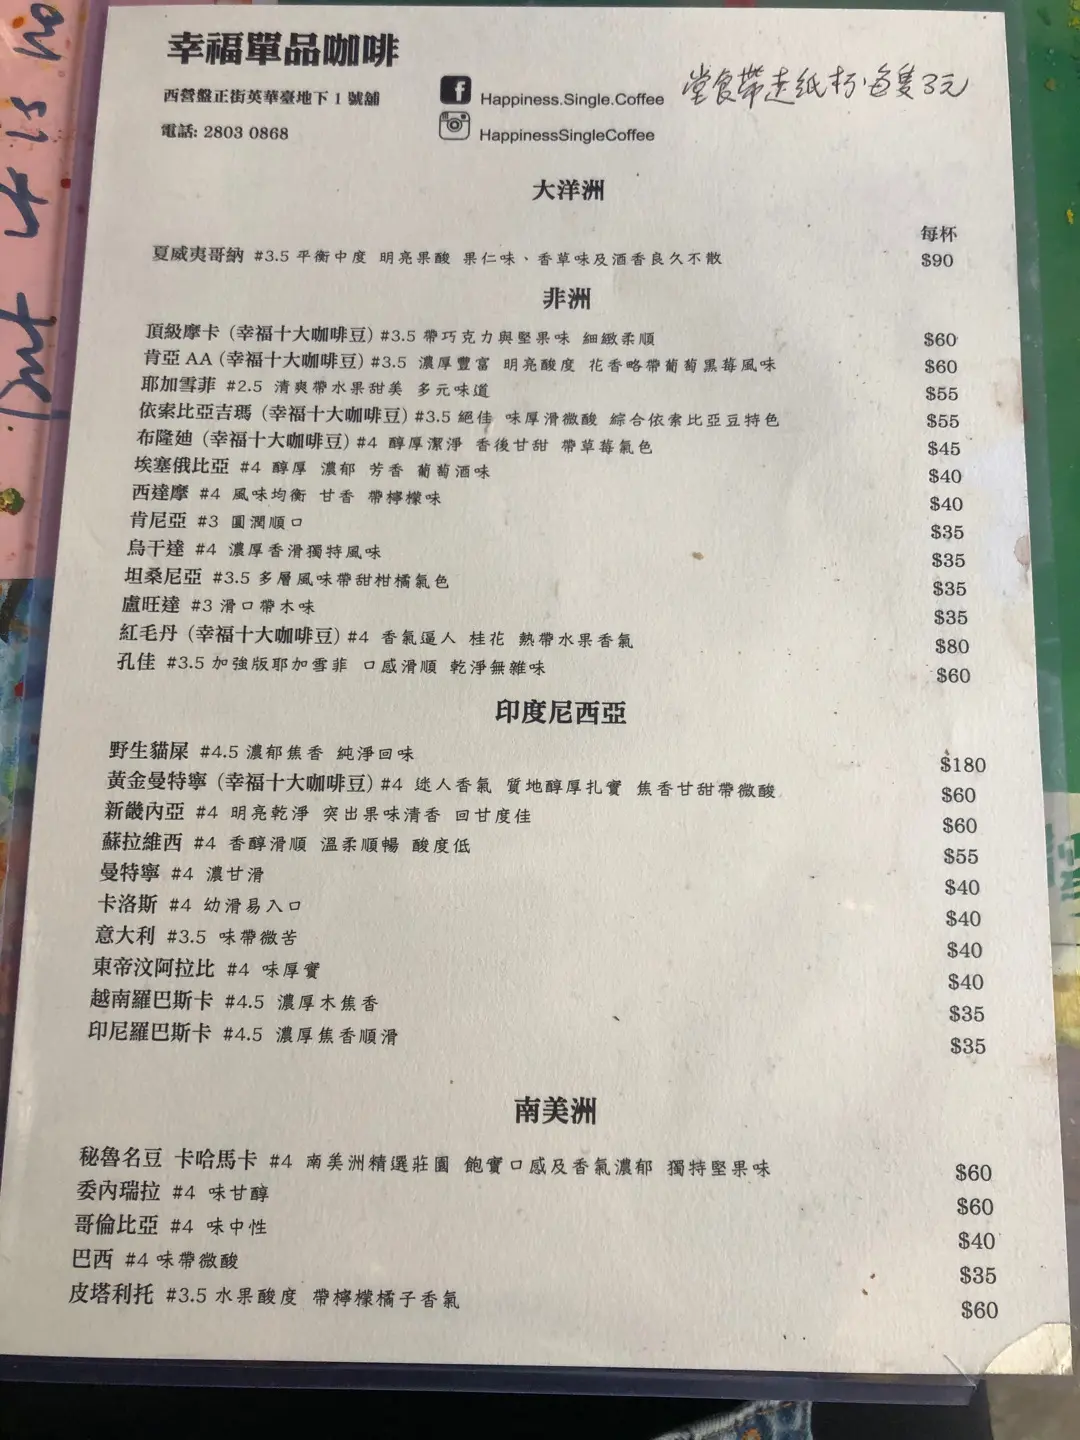 幸福單品咖啡
西營盤正街英華臺地下 1 號舖
電話: 2803 0868
Happiness.Single.Coffee
HappinessSingleCoffee
堂食帶走紙杯每隻3元
大洋洲
每杯
夏威夷哥納 #3.5 平衡中度 明亮果酸 果仁味、香草味及酒香良久不散 $90
非洲
頂級摩卡 (幸福十大咖啡豆) #3.5 帶巧克力與堅果味 細緻柔順 $60
肯亞 AA (幸福十大咖啡豆) #3.5 濃厚豐富 明亮酸度 花香略帶葡萄黑莓風味 $60
耶加雪菲 #2.5 清爽帶水果甜美 多元味道 $55
依索比亞吉瑪 (幸福十大咖啡豆) #3.5 絕佳 味厚滑微酸 綜合依索比亞豆特色 $55
布隆廸 (幸福十大咖啡豆) #4 醇厚潔淨 香後甘甜 帶草莓氣色 $45
埃塞俄比亞 #4 醇厚 濃郁 芳香 葡萄酒味 $40
西達摩 #4 風味均衡 甘香 帶檸檬味 $40
肯尼亞 #3 圓潤順口 $35
烏干達 #4 濃厚香滑獨特風味 $35
坦桑尼亞 #3.5 多層風味帶甜柑橘氣色 $35
盧旺達 #3 滑口帶木味 $35
紅毛丹 (幸福十大咖啡豆) #4 香氣逼人 桂花 熱帶水果香氣 $80
孔佳 #3.5 加強版耶加雪菲 口感滑順 乾淨無雜味 $60
印度尼西亞
野生貓屎 #4.5 濃郁焦香 純淨回味 $180
黃金曼特寧 (幸福十大咖啡豆) #4 迷人香氣 質地醇厚扎實 焦香甘甜帶微酸 $60
新畿內亞 #4 明亮乾淨 突出果味清香 回甘度佳 $60
蘇拉維西 #4 香醇滑順 溫柔順暢 酸度低 $55
曼特寧 #4 濃甘滑 $40
卡洛斯 #4 幼滑易入口 $40
意大利 #3.5 味帶微苦 $40
東帝汶阿拉比 #4 味厚實 $40
越南羅巴斯卡 #4.5 濃厚木焦香 $35
印尼羅巴斯卡 #4.5 濃厚焦香順滑 $35
南美洲
秘魯名豆 卡哈馬卡 #4 南美洲精選莊園 飽實口感及香氣濃郁 獨特堅果味 $60
委內瑞拉 #4 味甘醇 $60
哥倫比亞 #4 味中性 $40
巴西 #4 味帶微酸 $35
皮塔利托 #3.5 水果酸度 帶檸檬橘子香氣 $60